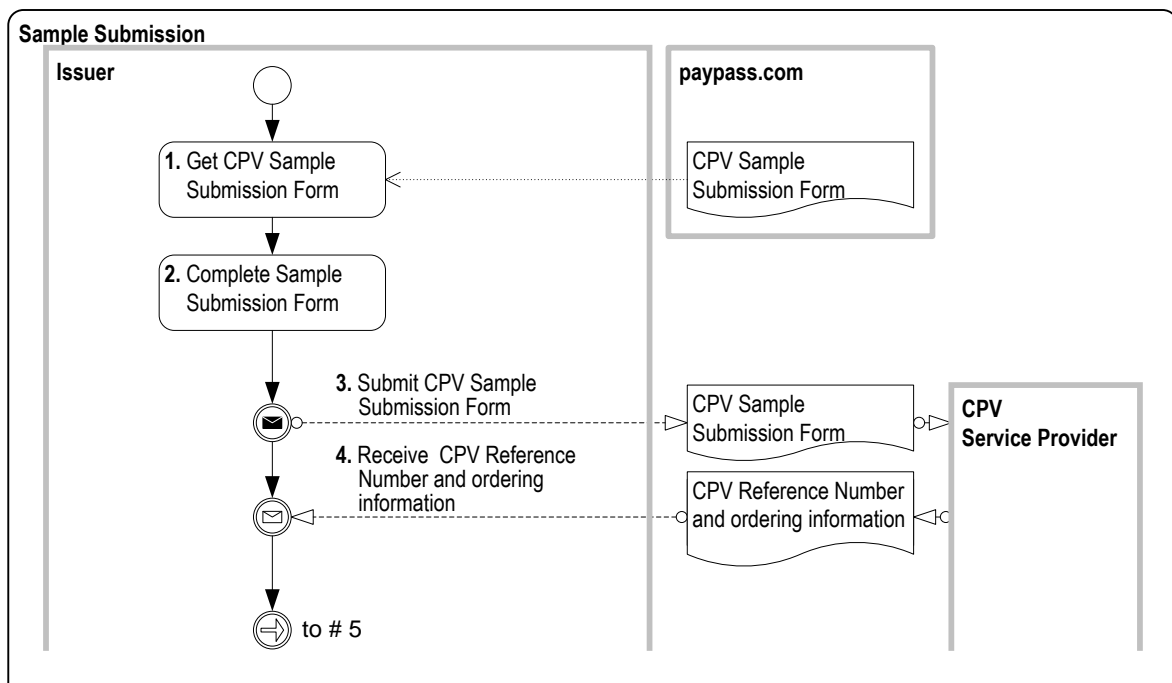 Sample Submission
Issuer
paypass.com
1. Get CPV Sample
Submission Form
CPV Sample
Submission Form
2. Complete Sample
Submission Form
3. Submit CPV Sample
Submission Form
CPV Sample
Submission Form
CPV
Service Provider
4. Receive CPV Reference
Number and ordering
information
CPV Reference Number
and ordering information
to # 5